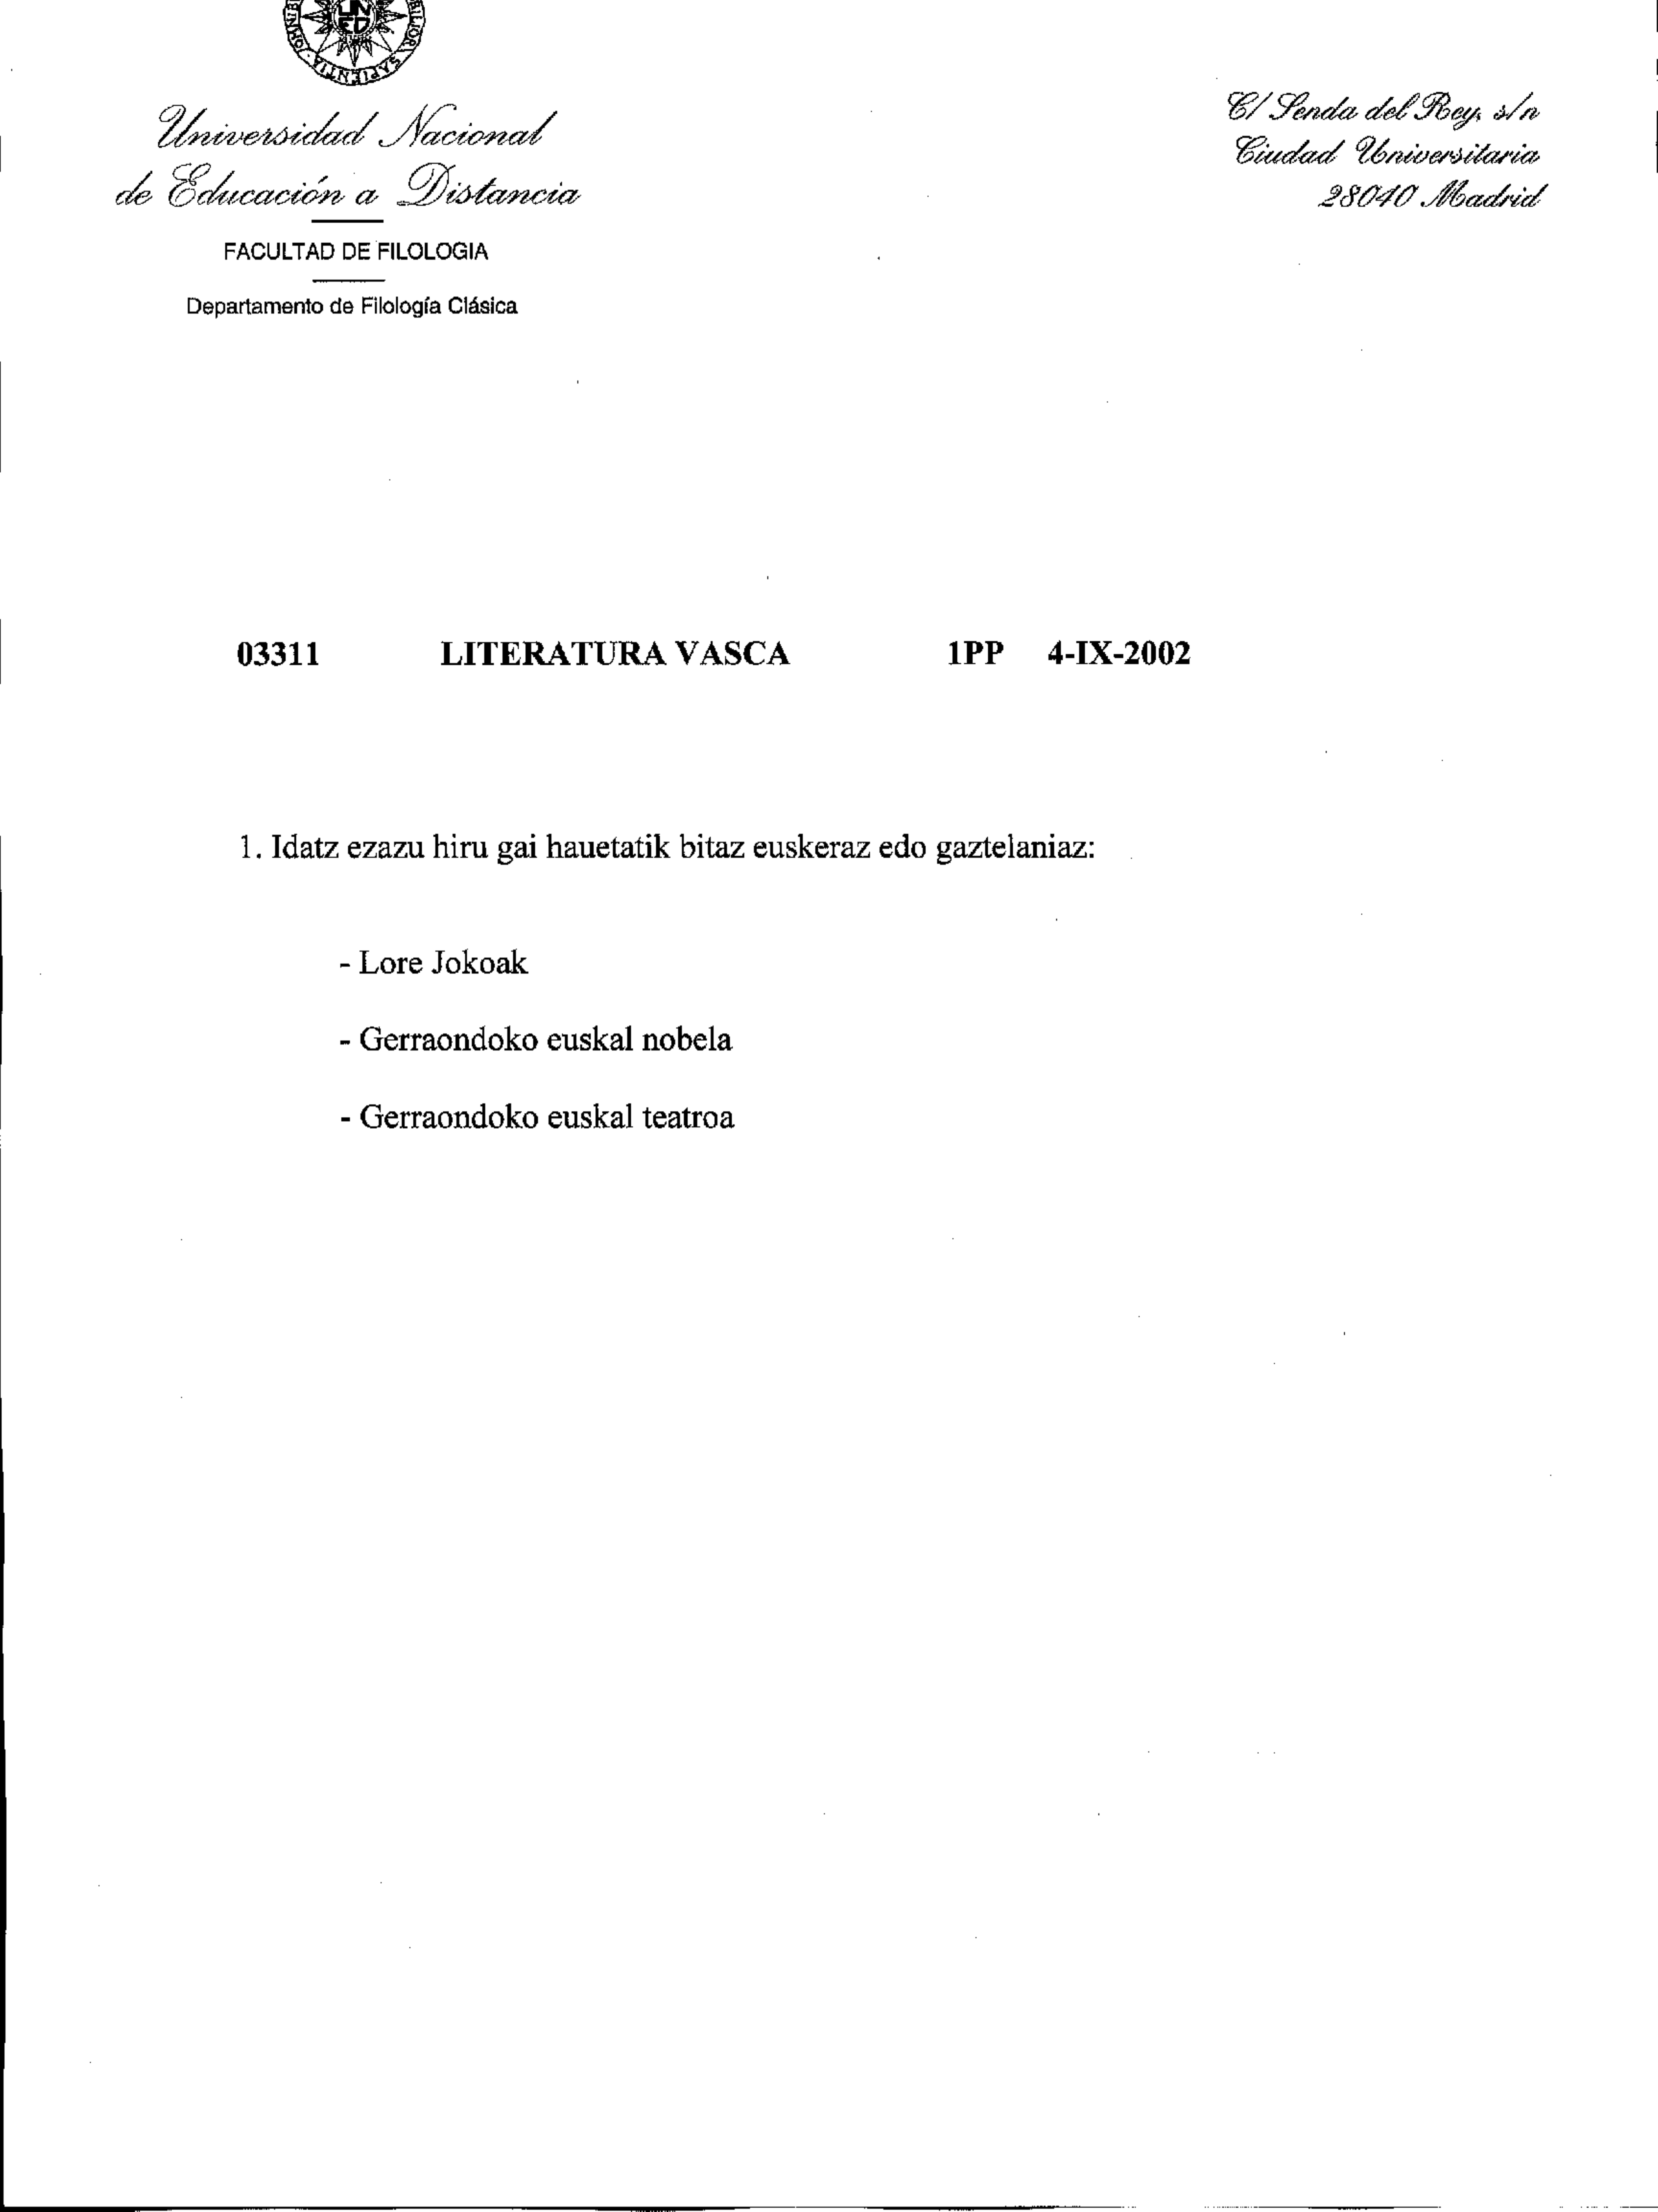 UN
ED
SAPIENTIA
Universidad Nacional
de Educación a Distancia
FACULTAD DE FILOLOGIA
Departamento de Filología Clásica
C/ Senda del Rey, s/n
Ciudad Universitaria
28040 Madrid
03311 LITERATURA VASCA 1PP 4-IX-2002
1. Idatz ezazu hiru gai hauetatik bitaz euskeraz edo gaztelaniaz:
- Lore Jokoak
- Gerraondoko euskal nobela
- Gerraondoko euskal teatroa